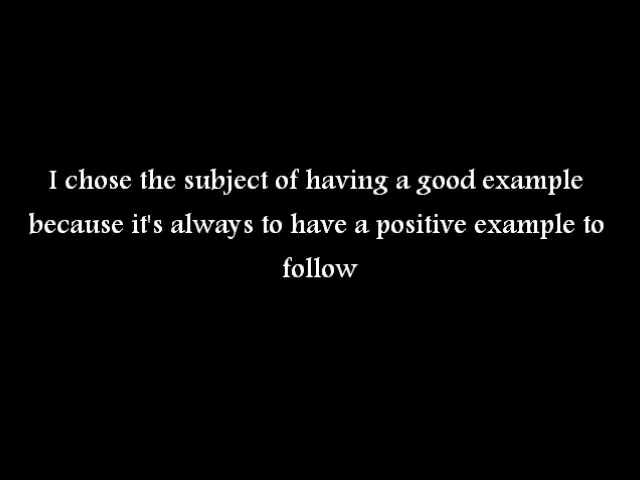 I chose the subject of having a good example
because it's always to have a positive example to
follow